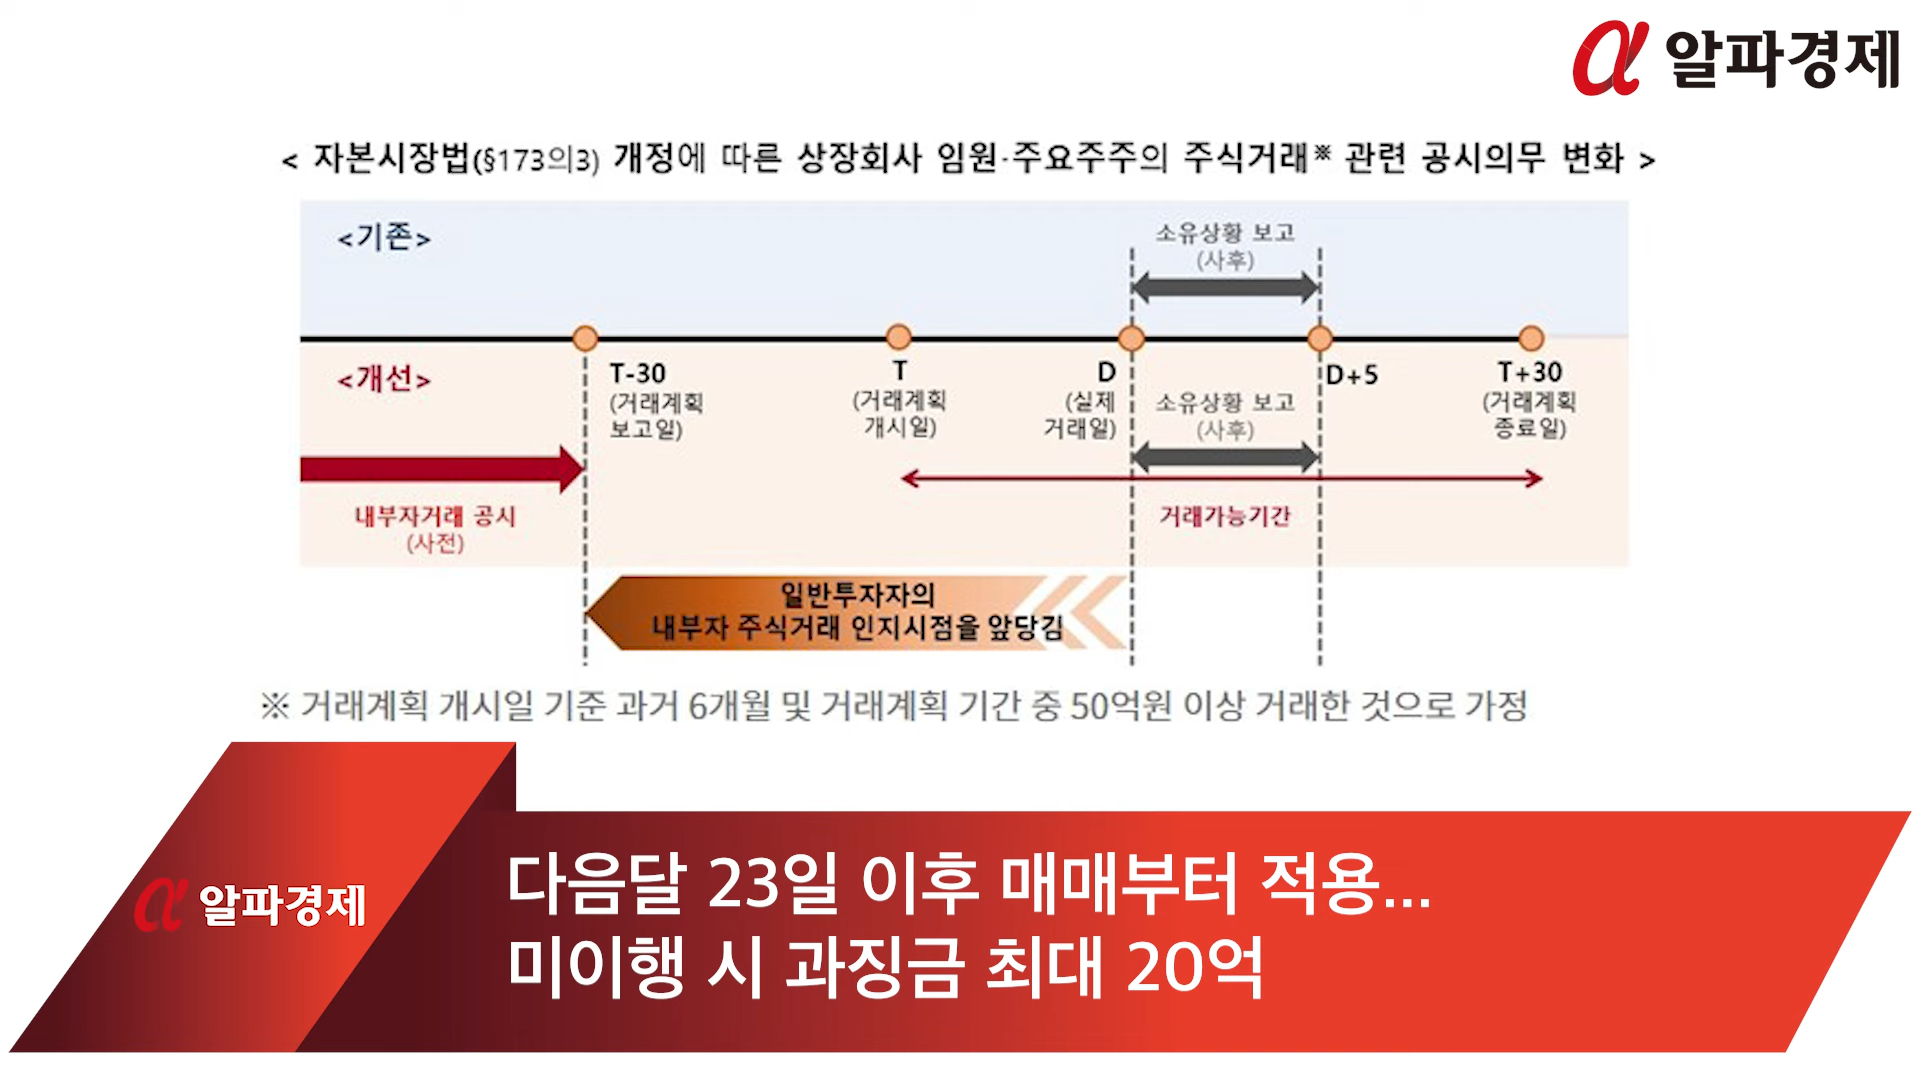 알파경제
< 자본시장법(§173의3) 개정에 따른 상장회사 임원·주요주주의 주식거래※ 관련 공시의무 변화 >
<기존>
소유상황 보고
(사후)
<개선>
T-30
(거래계획
보고일)
T
(거래계획
개시일)
D
(실제
거래일)
소유상황 보고
(사후)
D+5
T+30
(거래계획
종료일)
내부자거래 공시
(사전)
거래가능기간
일반투자자의
내부자 주식거래 인지시점을 앞당김
※ 거래계획 개시일 기준 과거 6개월 및 거래계획 기간 중 50억원 이상 거래한 것으로 가정
알파경제
다음달 23일 이후 매매부터 적용...
미이행 시 과징금 최대 20억